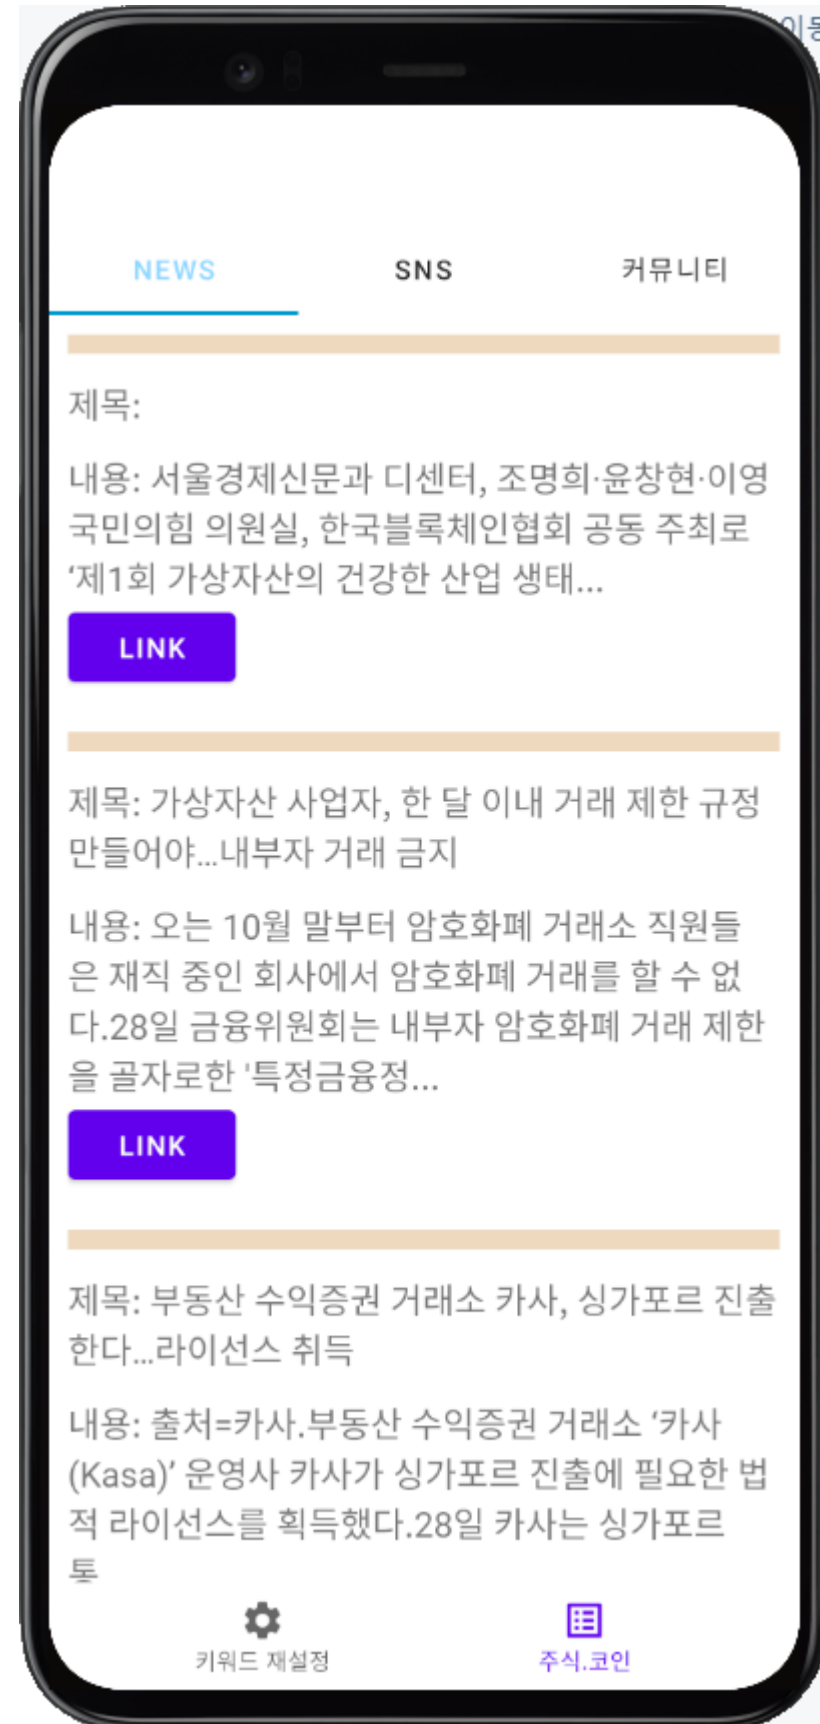 이동
NEWS SNS 커뮤니티
제목:
내용: 서울경제신문과 디센터, 조명희·윤창현·이영
국민의힘 의원실, 한국블록체인협회 공동 주최로
‘제1회 가상자산의 건강한 산업 생태...
LINK
제목: 가상자산 사업자, 한 달 이내 거래 제한 규정
만들어야...내부자 거래 금지
내용: 오는 10월 말부터 암호화폐 거래소 직원들
은 재직 중인 회사에서 암호화폐 거래를 할 수 없
다.28일 금융위원회는 내부자 암호화폐 거래 제한
을 골자로한 '특정금융정...
LINK
제목: 부동산 수익증권 거래소 카사, 싱가포르 진출
한다...라이선스 취득
내용: 출처=카사.부동산 수익증권 거래소 ‘카사
(Kasa)’ 운영사 카사가 싱가포르 진출에 필요한 법
적 라이선스를 획득했다.28일 카사는 싱가포르
통
키워드 재설정 주식.코인